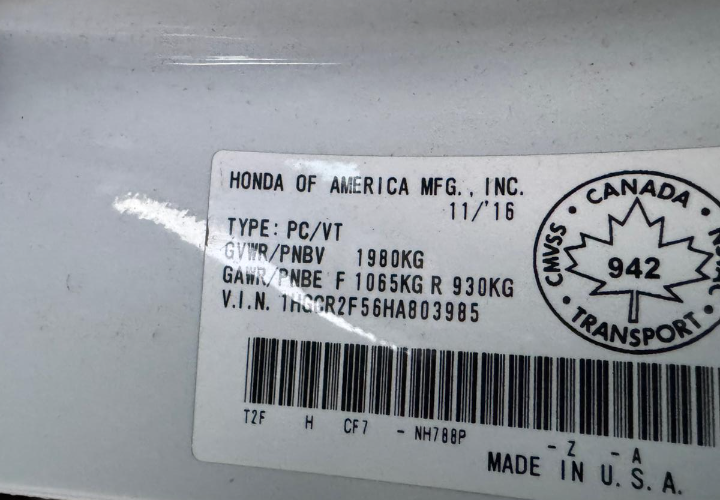 HONDA OF AMERICA MFG., INC.
11/'16
TYPE: PC/VT
GVWR/PNBV 1980KG
GAWR/PNBE F 1065KG R 930KG
V.I.N. 1HGCR2F56HA803985
CANADA
CMVSS
942
TRANSPORT
T2F H CF7 - NH788P - Z - A
MADE IN U.S.A.